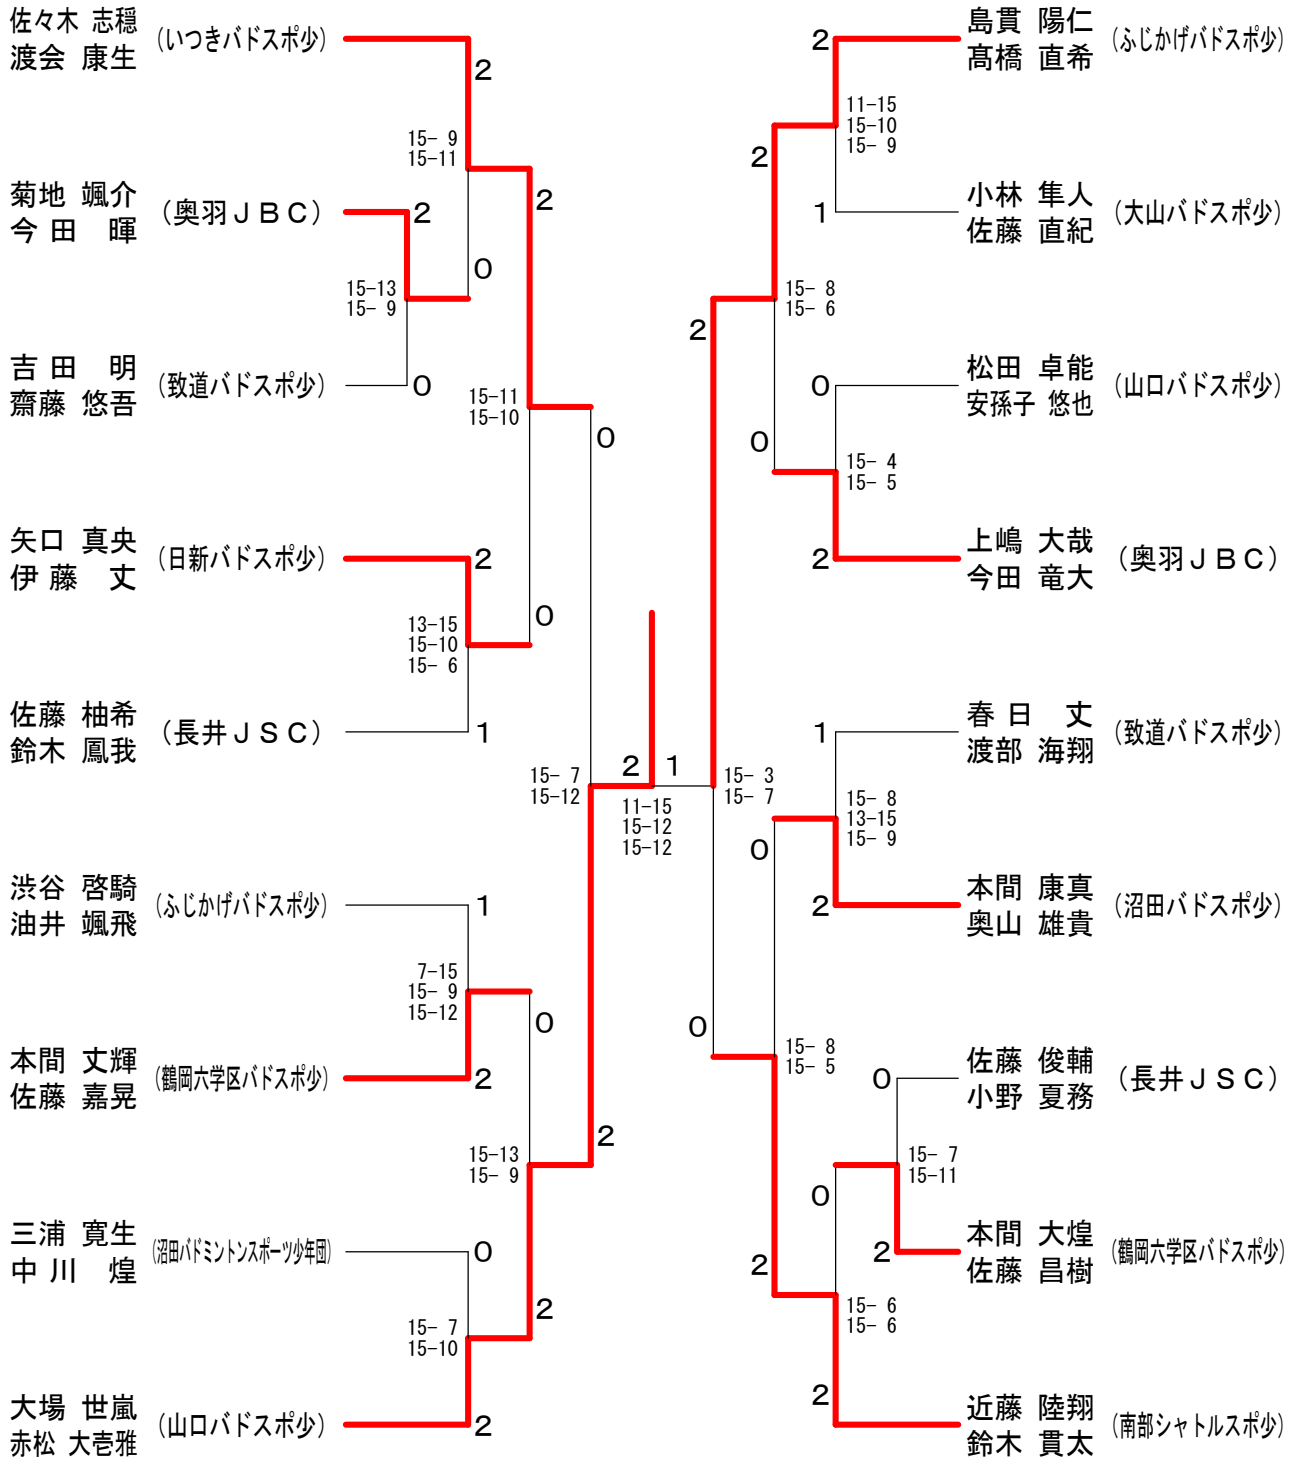 佐々木 志穏
渡会 康生
(いつきバドスポ少)
2
15- 9
15-11
菊地 颯介
今田 暉
(奥羽JBC)
2
2
0
15-13
15- 9
吉田 明
齋藤 悠吾
(致道バドスポ少)
0
15-11
15-10
0
矢口 真央
伊藤 丈
(日新バドスポ少)
2
0
13-15
15-10
15- 6
佐藤 柚希
鈴木 鳳我
(長井JSC)
1
15- 7
15-12
2
1
11-15
15-12
15-12
渋谷 啓騎
油井 颯飛
(ふじかげバドスポ少)
1
7-15
15- 9
15-12
0
本間 丈輝
佐藤 嘉晃
(鶴岡六学区バドスポ少)
2
2
15-13
15- 9
三浦 寛生
中川 煌
(沼田バドミントンスポーツ少年団)
0
2
15- 7
15-10
大場 世嵐
赤松 大壱雅
(山口バドスポ少)
2
島貫 陽仁
髙橋 直希
(ふじかげバドスポ少)
2
11-15
15-10
15- 9
2
小林 隼人
佐藤 直紀
(大山バドスポ少)
1
15- 8
15- 6
2
松田 卓能
安孫子 悠也
(山口バドスポ少)
0
0
15- 4
15- 5
上嶋 大哉
今田 竜大
(奥羽JBC)
2
春日 丈
渡部 海翔
(致道バドスポ少)
1
15- 3
15- 7
15- 8
13-15
15- 9
0
本間 康真
奥山 雄貴
(沼田バドスポ少)
2
0
15- 8
15- 5
佐藤 俊輔
小野 夏務
(長井JSC)
0
15- 7
15-11
0
本間 大煌
佐藤 昌樹
(鶴岡六学区バドスポ少)
2
2
15- 6
15- 6
近藤 陸翔
鈴木 貫太
(南部シャトルスポ少)
2